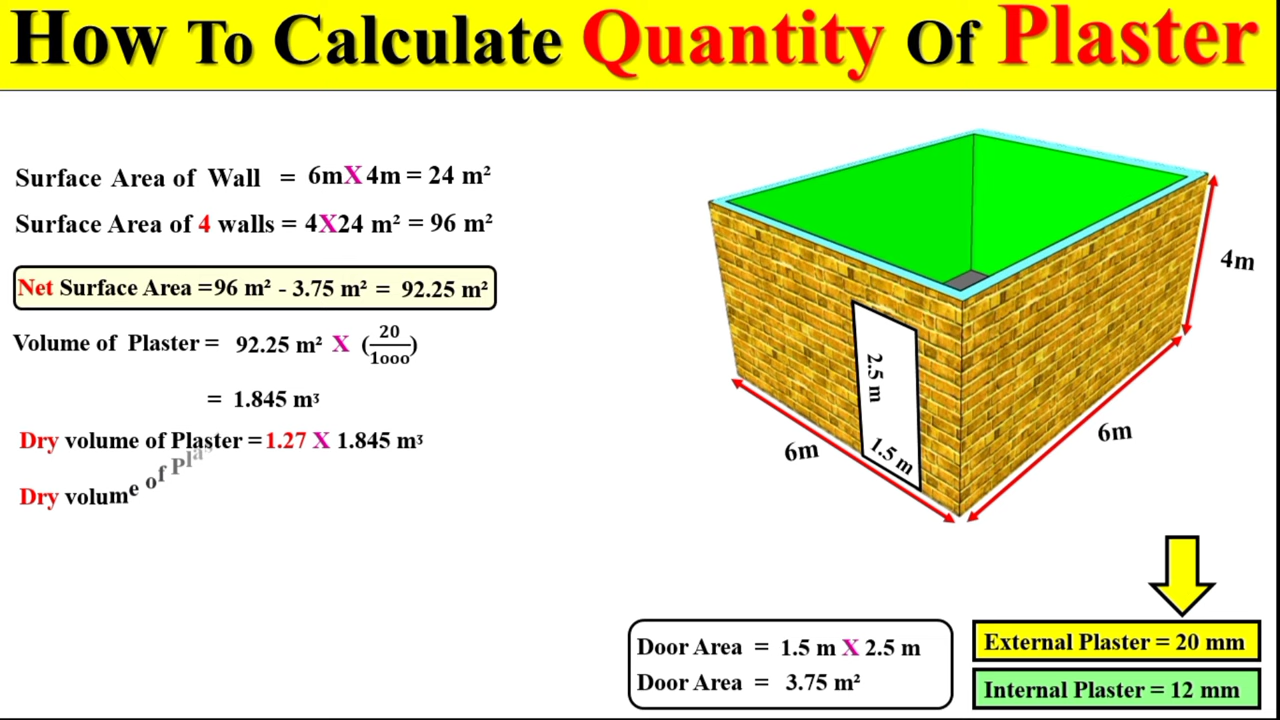 How To Calculate Quantity Of Plaster
Surface Area of Wall = 6mX4m = 24 m²
Surface Area of 4 walls = 4X24 m² = 96 m²
Net Surface Area =96 m² - 3.75 m² = 92.25 m²
Volume of Plaster = 92.25 m² X (20/1000)
= 1.845 m³
Dry volume of Plaster =1.27 X 1.845 m³
Dry volume of Pla
4m
6m
6m
2.5 m
1.5 m
Door Area = 1.5 m X 2.5 m
Door Area = 3.75 m²
External Plaster = 20 mm
Internal Plaster = 12 mm